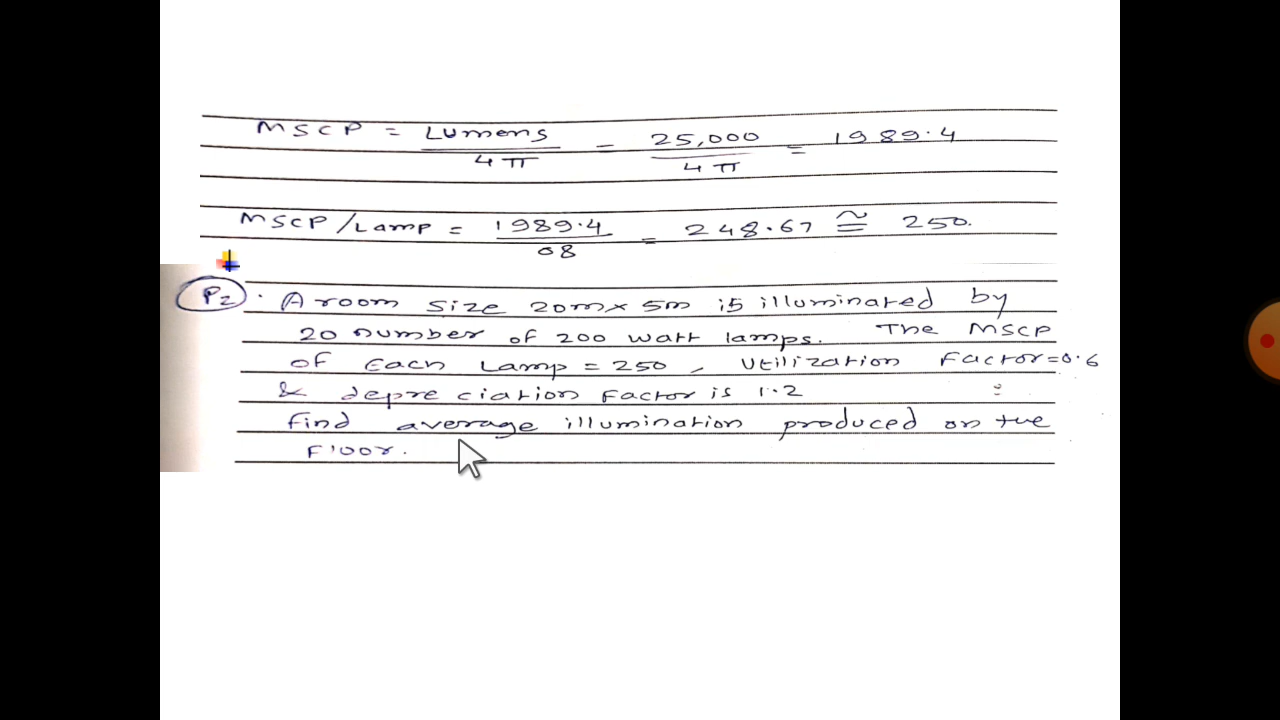 MSCP = Lumens / 4π = 25,000 / 4π = 1989.4
MSCP/Lamp = 1989.4 / 08 = 248.67 ≅ 250.
P2. A room size 20m x 5m is illuminated by
20 number of 200 watt lamps. The MSCP
of each Lamp = 250, Utilization Factor=0.6
& depreciation Factor is 1.2
find average illumination produced on the
Floor.